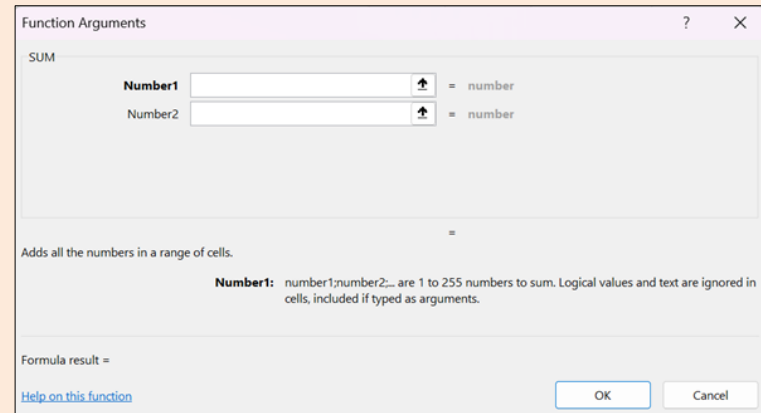 Function Arguments ? ×
SUM
Number1 = number
Number2 = number
=
Adds all the numbers in a range of cells.
Number1: number1;number2;... are 1 to 255 numbers to sum. Logical values and text are ignored in
cells, included if typed as arguments.
Formula result =
Help on this function OK Cancel